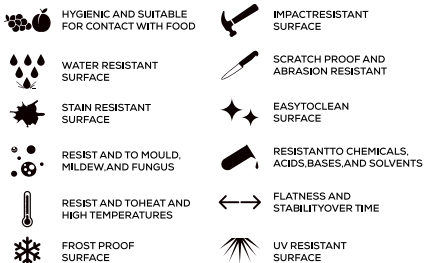 HYGIENIC AND SUITABLE
FOR CONTACT WITH FOOD
WATER RESISTANT
SURFACE
STAIN RESISTANT
SURFACE
RESIST AND TO MOULD,
MILDEW,AND FUNGUS
RESIST AND TOHEAT AND
HIGH TEMPERATURES
FROST PROOF
SURFACE
IMPACTRESISTANT
SURFACE
SCRATCH PROOF AND
ABRASION RESISTANT
EASYTOCLEAN
SURFACE
RESISTANTTO CHEMICALS,
ACIDS,BASES,AND SOLVENTS
FLATNESS AND
STABILITYOVER TIME
UV RESISTANT
SURFACE